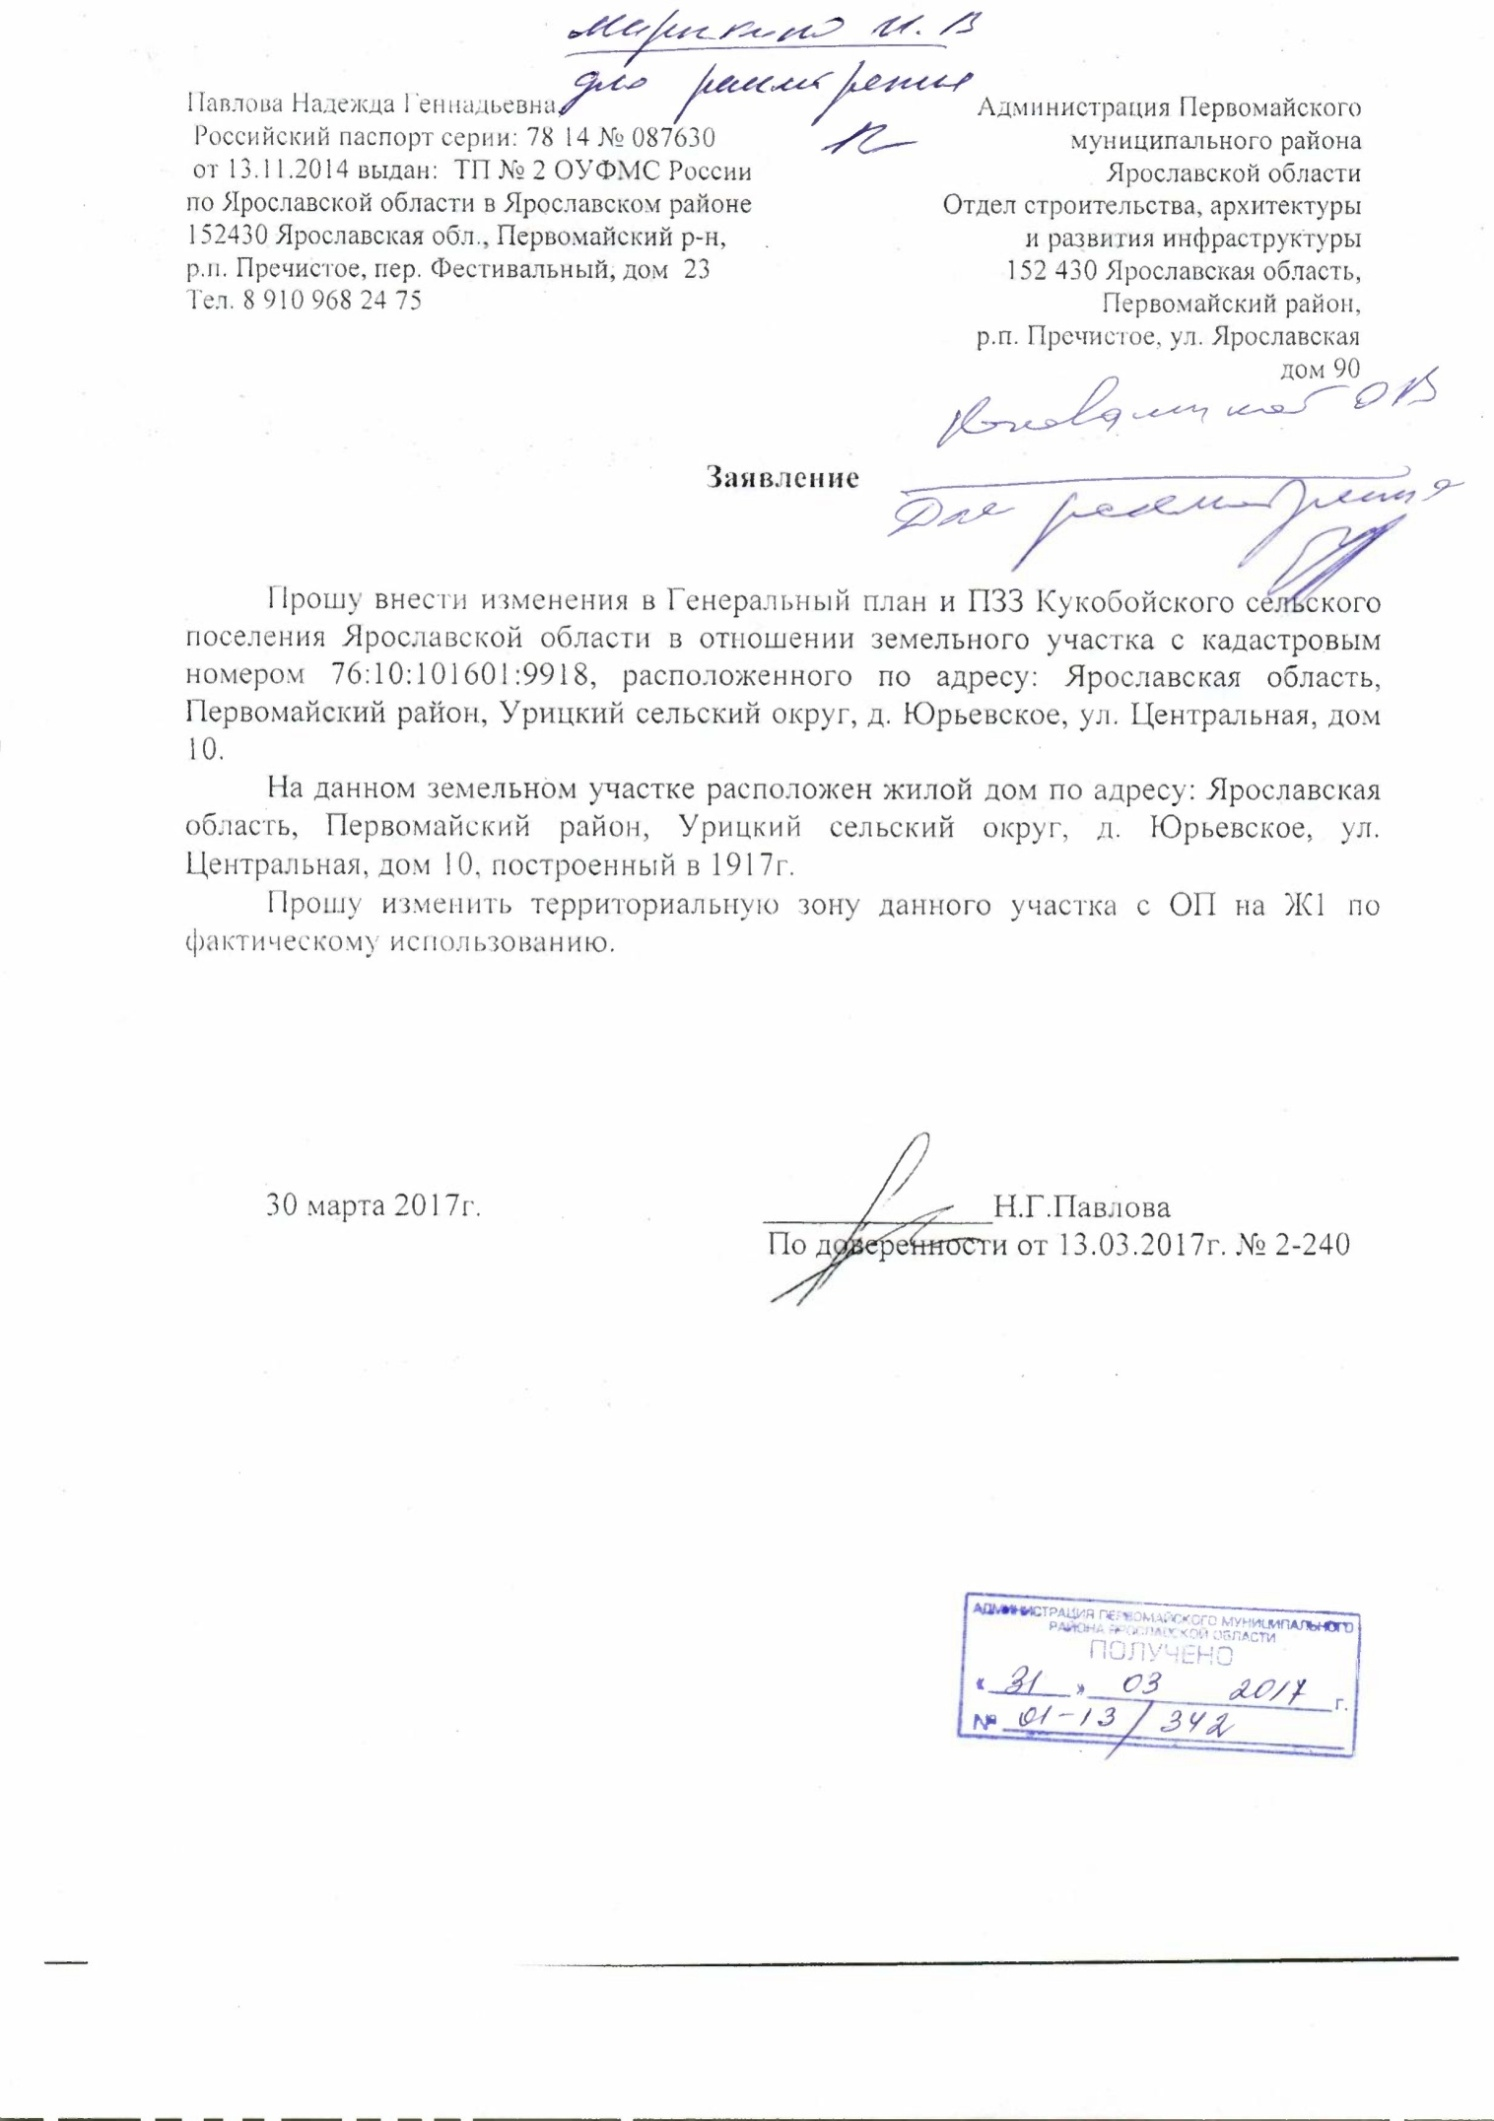 И. В
для рассмотрения
Павлова Надежда Геннадьевна,
Российский паспорт серии: 78 14 № 087630
от 13.11.2014 выдан: ТП № 2 ОУФМС России
по Ярославской области в Ярославском районе
152430 Ярославская обл., Первомайский р-н,
р.п. Пречистое, пер. Фестивальный, дом 23
Тел. 8 910 968 24 75
Администрация Первомайского
муниципального района
Ярославской области
Отдел строительства, архитектуры
и развития инфраструктуры
152 430 Ярославская область,
Первомайский район,
р.п. Пречистое, ул. Ярославская
дом 90
ОВ
Для рассмотрения
Заявление
Прошу внести изменения в Генеральный план и ПЗЗ Кукобойского сельского
поселения Ярославской области в отношении земельного участка с кадастровым
номером 76:10:101601:9918, расположенного по адресу: Ярославская область,
Первомайский район, Урицкий сельский округ, д. Юрьевское, ул. Центральная, дом
10.
На данном земельном участке расположен жилой дом по адресу: Ярославская
область, Первомайский район, Урицкий сельский округ, д. Юрьевское, ул.
Центральная, дом 10, построенный в 1917г.
Прошу изменить территориальную зону данного участка с ОП на Ж1 по
фактическому использованию.
30 марта 2017г.
Н.Г.Павлова
По доверенности от 13.03.2017г. № 2-240
АДМИНИСТРАЦИЯ ПЕРВОМАЙСКОГО МУНИЦИПАЛЬНОГО
РАЙОНА ЯРОСЛАВСКОЙ ОБЛАСТИ
ПОЛУЧЕНО
« 31 » 03 2017 г.
№ 01-13/342